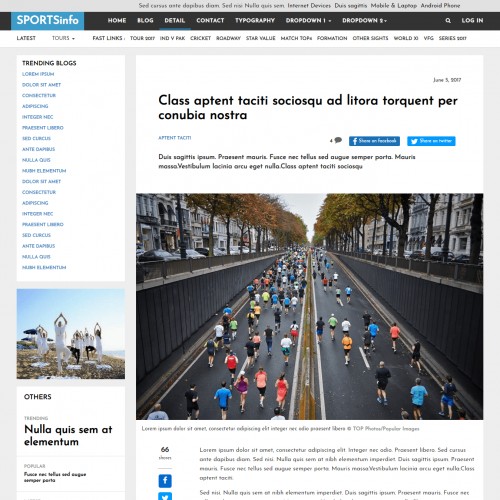 Sed cursus ante dapibus diam. Sed nisi Nulla quis sem. Internet Devices Duis sagittis Mobile & Laptop Android Phone
SPORTSinfo HOME BLOG DETAIL CONTACT TYPOGRAPHY DROPDOWN 1 DROPDOWN 2 LOG IN
LATEST TOURS FAST LINKS : TOUR 2017 IND V PAK CRICKET ROADWAY STAR VALUE MATCH TOP4 FORMATION OTHER SIGHTS WORLD XI VFG SERIES 2017
TRENDING BLOGS
LOREM IPSUM
DOLOR SIT AMET
CONSECTETUR
ADIPISCING
INTEGER NEC
PRAESENT LIBERO
SED CURCUS
ANTE DAPIBUS
NULLA QUIS
NUBH ELEMENTUM
DOLOR SIT AMET
CONSECTETUR
ADIPISCING
INTEGER NEC
PRAESENT LIBERO
SED CURCUS
ANTE DAPIBUS
NULLA QUIS
NUBH ELEMENTUM
OTHERS
TRENDING
Nulla quis sem at
elementum
POPULAR
Fusce nec tellus sed augue
semper porta
June 5, 2017
Class aptent taciti sociosqu ad litora torquent per
conubia nostra
APTENT TACITI
4
Share on facebook
Share on twitter
Duis sagittis ipsum. Praesent mauris. Fusce nec tellus sed augue semper porta. Mauris
massa.Vestibulum lacinia arcu eget nulla.Class aptent taciti sociosqu
Lorem ipsum dolor sit amet, consectetur adipiscing elit integer nec odio praesent libero © TOP Photos/Popular Images
66
shares
Lorem ipsum dolor sit amet, consectetur adipiscing elit. Integer nec odio. Praesent libero. Sed cursus
ante dapibus diam. Sed nisi. Nulla quis sem at nibh elementum imperdiet. Duis sagittis ipsum. Praesent
mauris. Fusce nec tellus sed augue semper porta. Mauris massa.Vestibulum lacinia arcu eget nulla.Class
aptent taciti.
Sed nisi. Nulla quis sem at nibh elementum imperdiet. Duis sagittis ipsum. Praesent mauris. Fusce nec